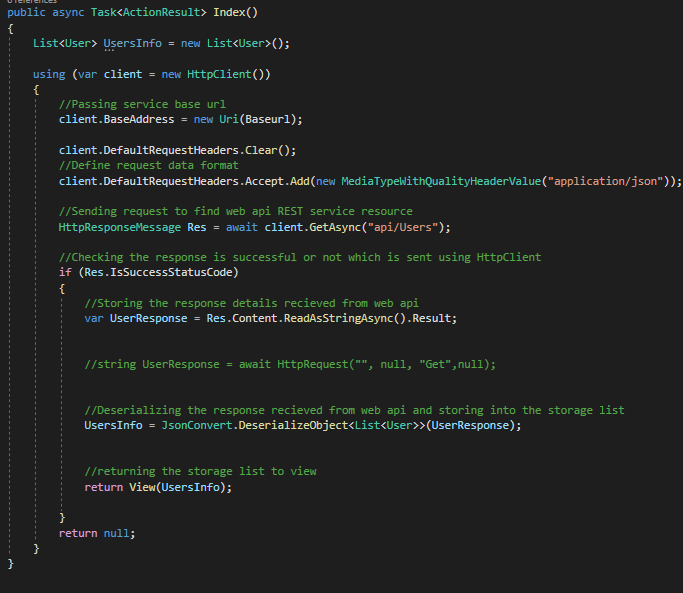 0 references
public async Task<ActionResult> Index()
{
List<User> UsersInfo = new List<User>();
using (var client = new HttpClient())
{
//Passing service base url
client.BaseAddress = new Uri(Baseurl);
client.DefaultRequestHeaders.Clear();
//Define request data format
client.DefaultRequestHeaders.Accept.Add(new MediaTypeWithQualityHeaderValue("application/json"));
//Sending request to find web api REST service resource
HttpResponseMessage Res = await client.GetAsync("api/Users");
//Checking the response is successful or not which is sent using HttpClient
if (Res.IsSuccessStatusCode)
{
//Storing the response details recieved from web api
var UserResponse = Res.Content.ReadAsStringAsync().Result;
//string UserResponse = await HttpRequest("", null, "Get",null);
//Deserializing the response recieved from web api and storing into the storage list
UsersInfo = JsonConvert.DeserializeObject<List<User>>(UserResponse);
//returning the storage list to view
return View(UsersInfo);
}
return null;
}
}